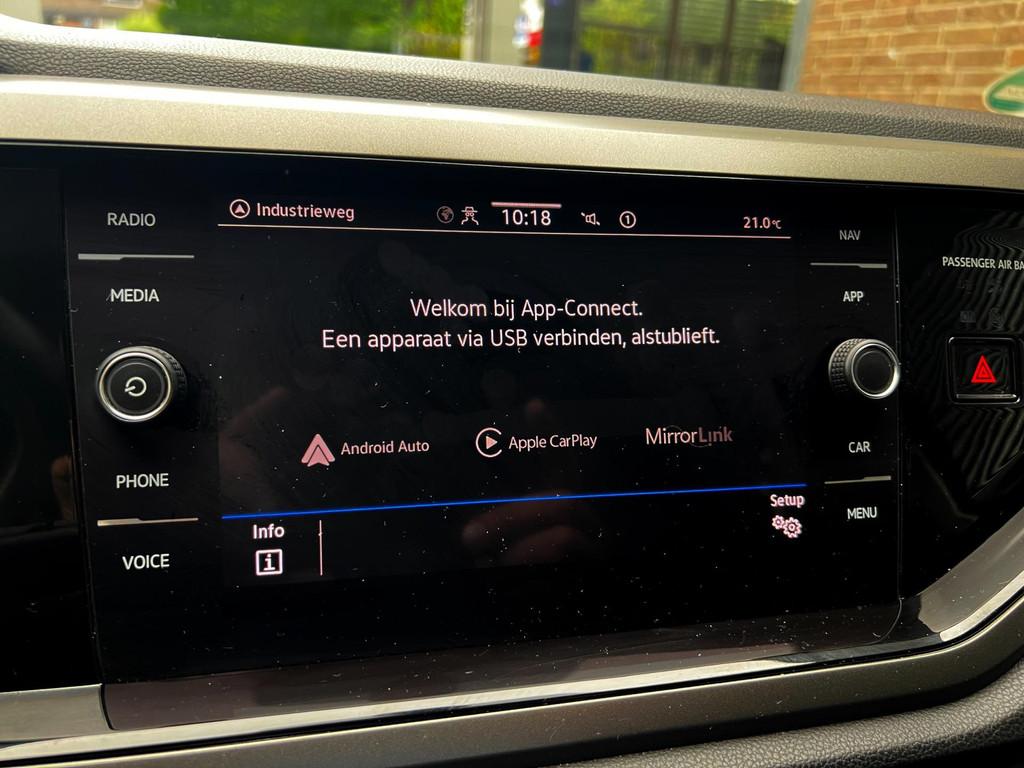 RADIO
MEDIA
PHONE
VOICE
Industrieweg
10:18
1
21.0°C
Welkom bij App-Connect.
Een apparaat via USB verbinden, alstublieft.
Android Auto
Apple CarPlay
MirrorLink
Info
i
Setup
NAV
APP
CAR
MENU
PASSENGER AIR BA